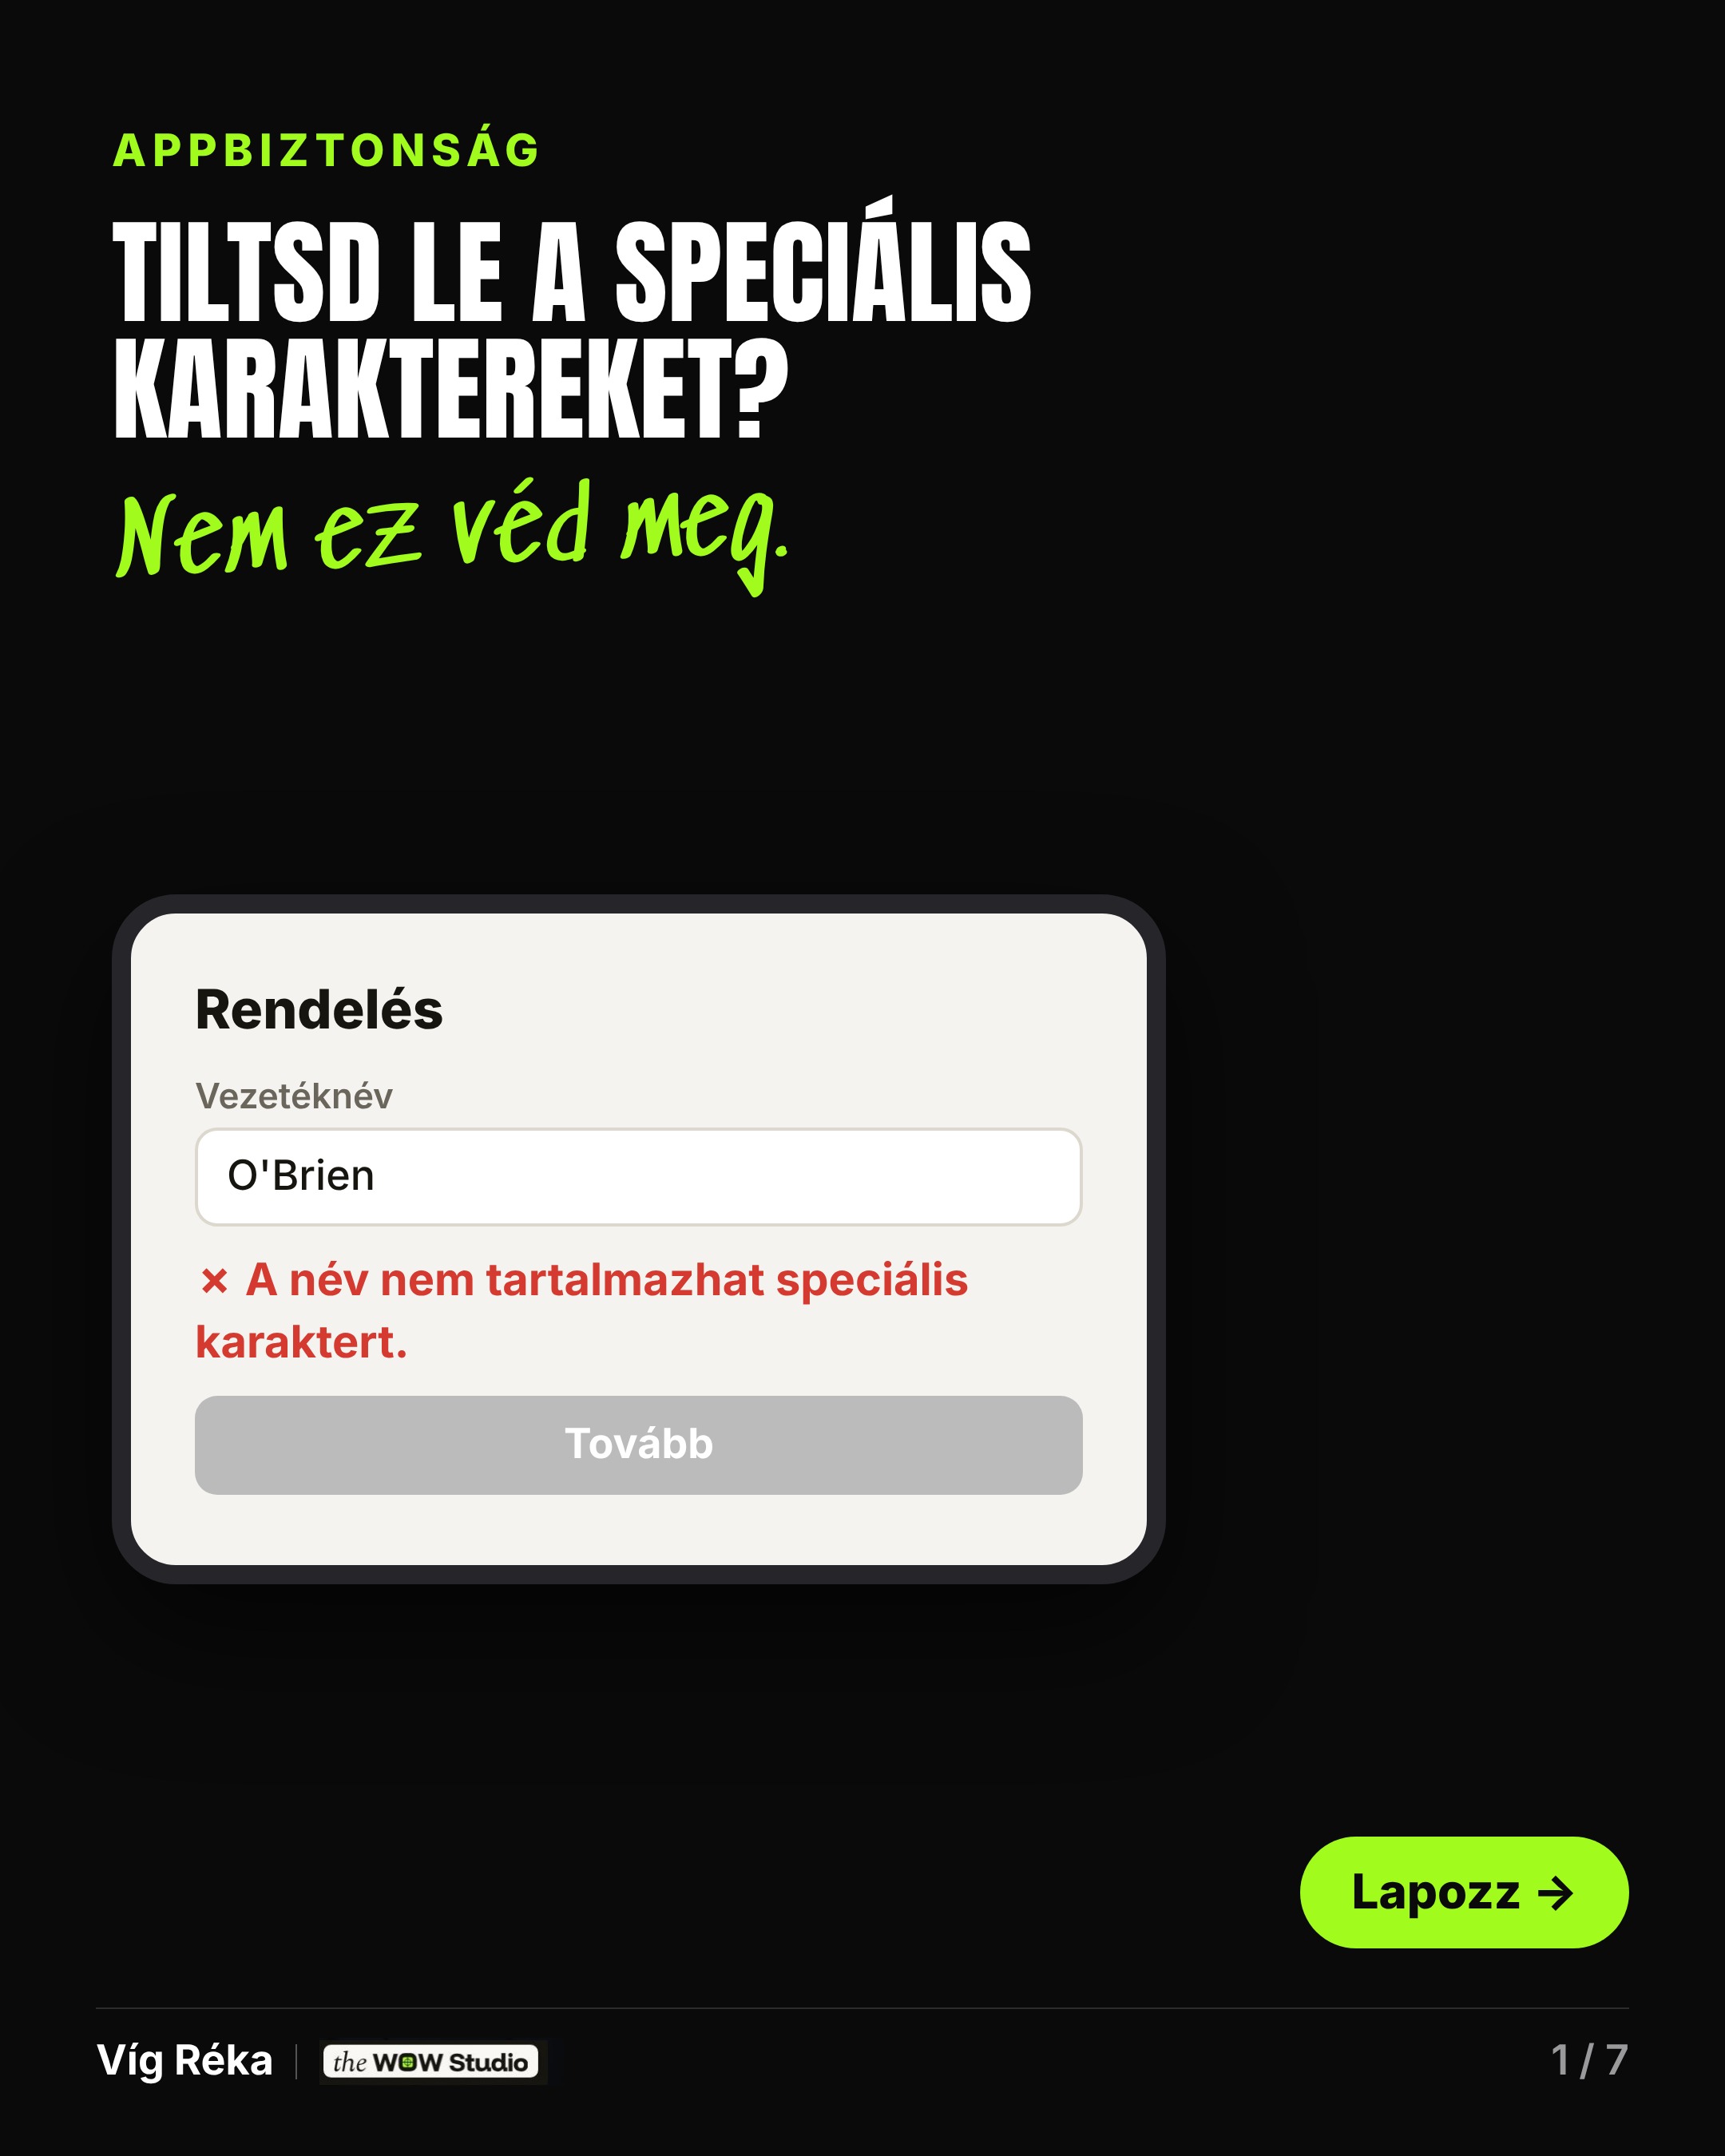 APPBIZTONSÁG
TILTSD LE A SPECIÁLIS
KARAKTEREKET?
Nem ez véd meg.
Rendelés
Vezetéknév
O'Brien
× A név nem tartalmazhat speciális
karaktert.
Tovább
Lapozz →
Víg Réka | the WOW Studio
1 / 7